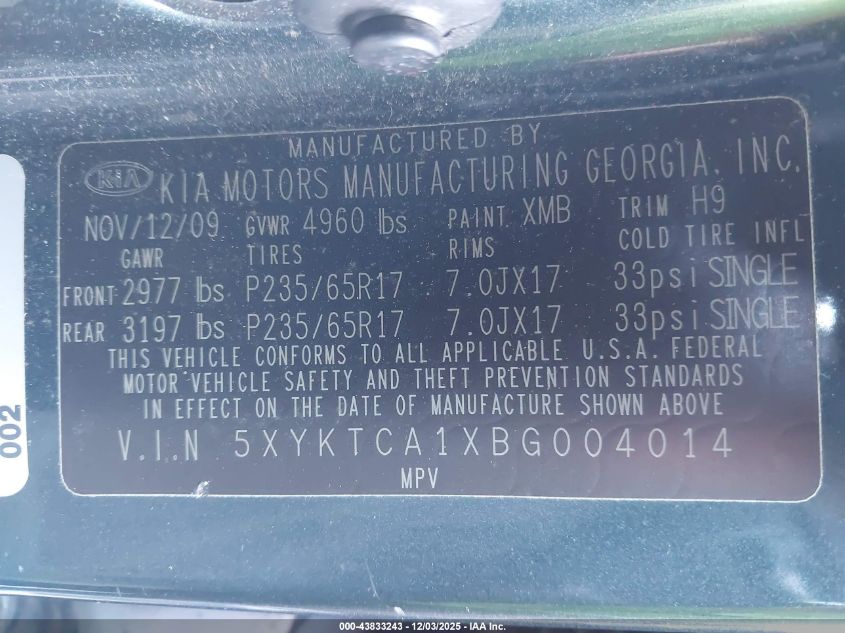 MANUFACTURED BY
KIA KIA MOTORS MANUFACTURING GEORGIA, INC.
NOV/12/09 GVWR 4960 lbs PAINT XMB TRIM H9
GAWR TIRES RIMS COLD TIRE INFL
FRONT 2977 lbs P235/65R17 7.0JX17 33psi SINGLE
REAR 3197 lbs P235/65R17 7.0JX17 33psi SINGLE
THIS VEHICLE CONFORMS TO ALL APPLICABLE U.S.A. FEDERAL
MOTOR VEHICLE SAFETY AND THEFT PREVENTION STANDARDS
IN EFFECT ON THE DATE OF MANUFACTURE SHOWN ABOVE
V.I.N 5XYKTCA1XBG004014
MPV
002
000-43833243 - 12/03/2025 - IAA Inc.